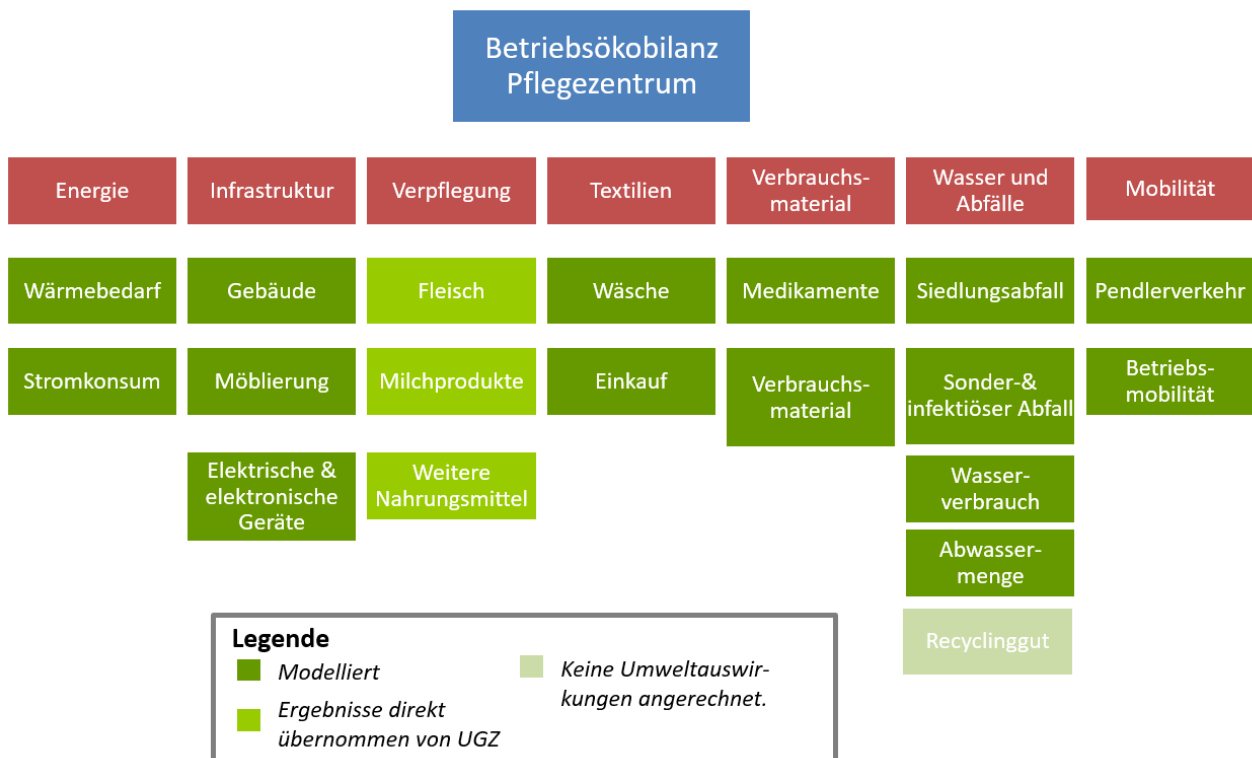 Betriebsökobilanz
Pflegezentrum
Energie
Infrastruktur
Verpflegung
Textilien
Verbrauchs-
material
Wasser und
Abfälle
Mobilität
Wärmebedarf
Gebäude
Fleisch
Wäsche
Medikamente
Siedlungsabfall
Pendlerverkehr
Stromkonsum
Möblierung
Milchprodukte
Einkauf
Verbrauchs-
material
Sonder-&
infektiöser Abfall
Betriebs-
mobilität
Elektrische &
elektronische
Geräte
Weitere
Nahrungsmittel
Wasser-
verbrauch
Abwasser-
menge
Recyclinggut
Legende
Modelliert
Ergebnisse direkt
übernommen von UGZ
Keine Umweltauswir-
kungen angerechnet.